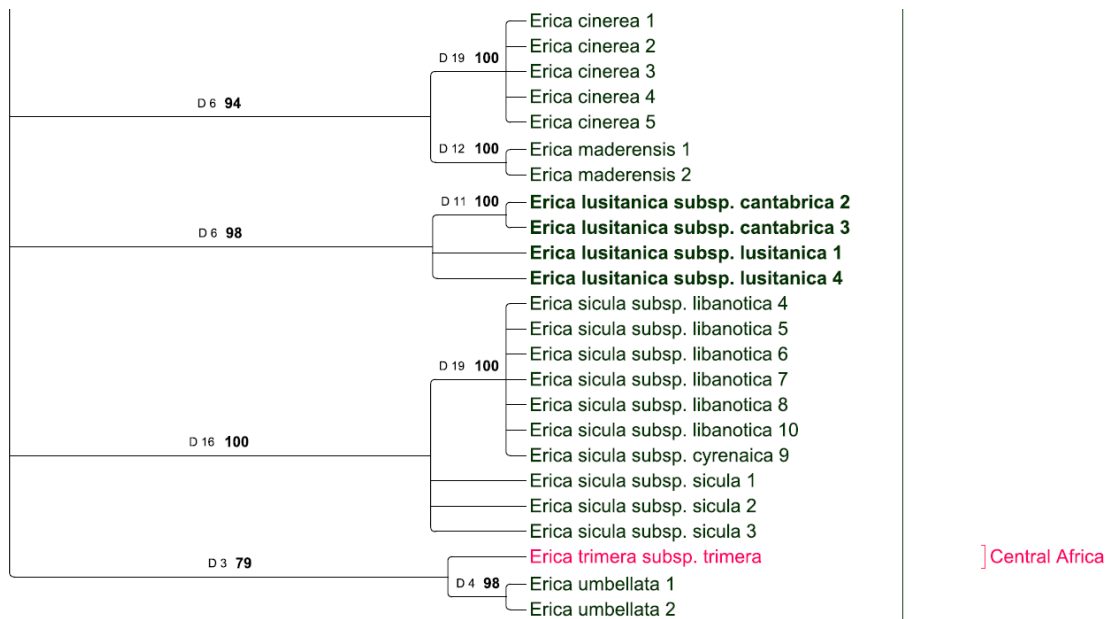 Erica cinerea 1
Erica cinerea 2
D 19 100
Erica cinerea 3
D 6 94
Erica cinerea 4
Erica cinerea 5
D 12 100
Erica maderensis 1
Erica maderensis 2
D 11 100
Erica lusitanica subsp. cantabrica 2
Erica lusitanica subsp. cantabrica 3
D 6 98
Erica lusitanica subsp. lusitanica 1
Erica lusitanica subsp. lusitanica 4
Erica sicula subsp. libanotica 4
Erica sicula subsp. libanotica 5
Erica sicula subsp. libanotica 6
D 19 100
Erica sicula subsp. libanotica 7
Erica sicula subsp. libanotica 8
Erica sicula subsp. libanotica 10
D 16 100
Erica sicula subsp. cyrenaica 9
Erica sicula subsp. sicula 1
Erica sicula subsp. sicula 2
Erica sicula subsp. sicula 3
D 3 79
Erica trimera subsp. trimera
Central Africa
D 4 98
Erica umbellata 1
Erica umbellata 2